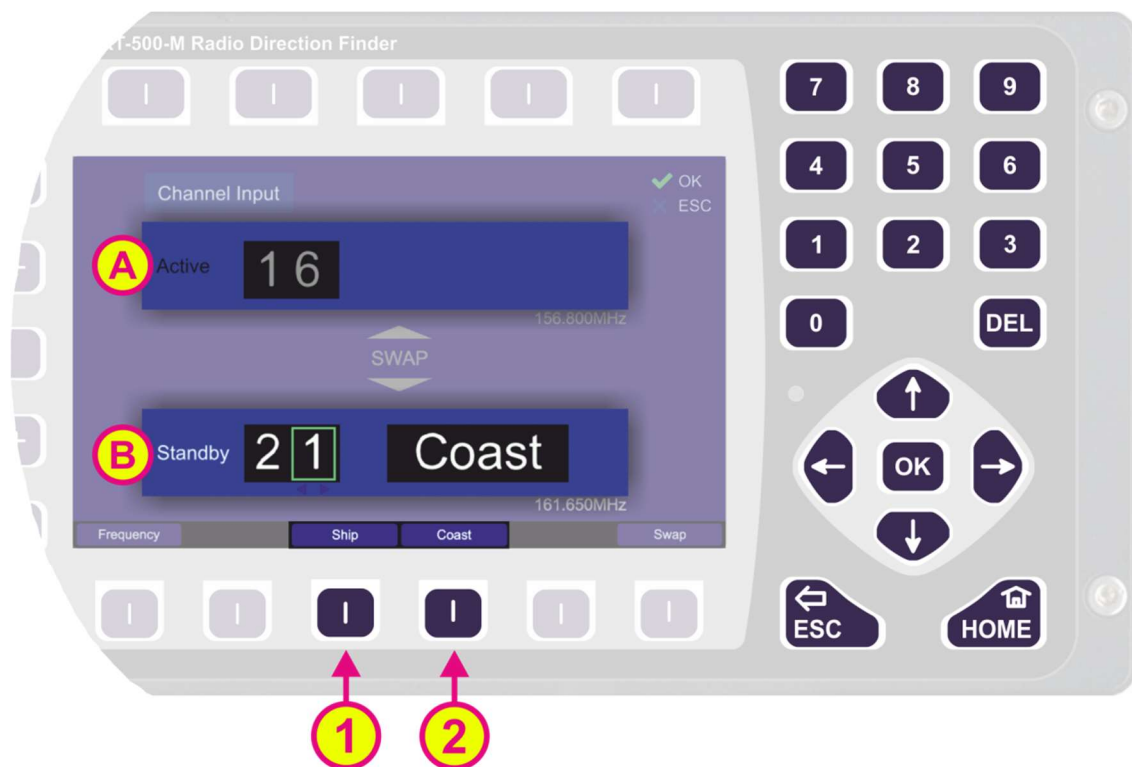 RT-500-M Radio Direction Finder
Channel Input
OK
ESC
A
Active
16
156.800MHz
SWAP
B
Standby
21
Coast
161.650MHz
Frequency
Ship
Coast
Swap
7 8 9
4 5 6
1 2 3
0 DEL
OK
ESC
HOME
1 2